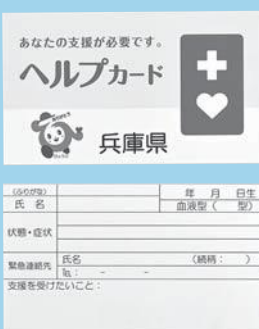 あなたの支援が必要です。
ヘルプカード
兵庫県
(ふりがな)
氏 名
年 月 日生
血液型( 型)
状態・症状
緊急連絡先
氏名 (続柄: )
℡: - -
支援を受けたいこと: